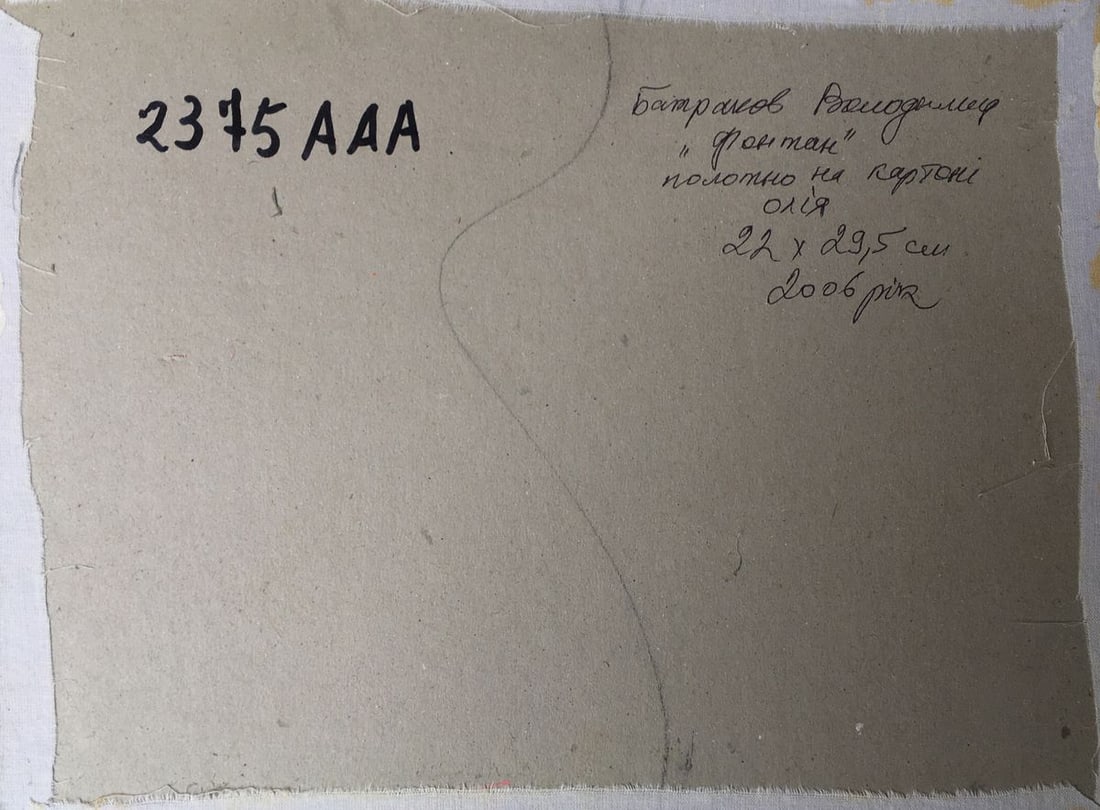 2375 AAA
Батраков Володимир
"Фонтан"
полотно на картоні
олія
22 х 29,5 см
2006 рік